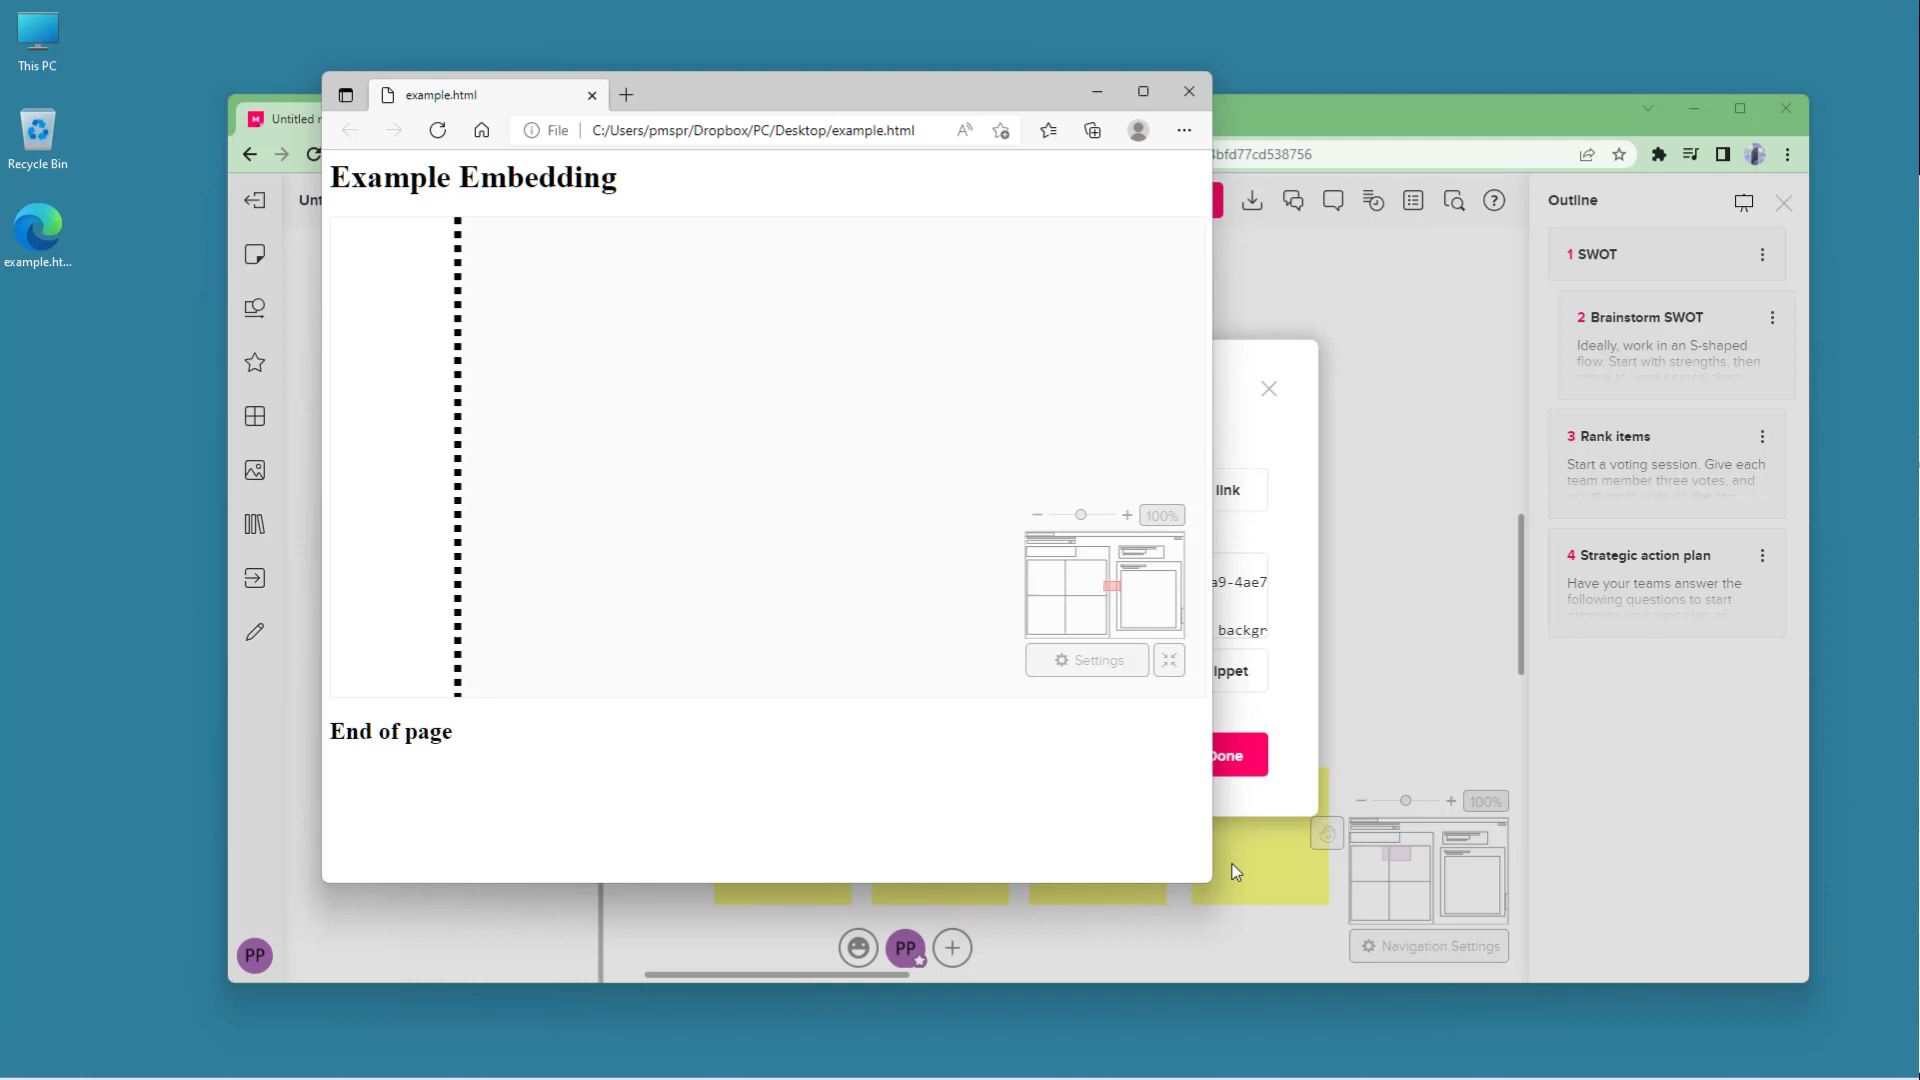 This PC
Recycle Bin
example.ht...
example.html
File
C:/Users/pmspr/Dropbox/PC/Desktop/example.html
Example Embedding
100%
Settings
End of page
Untitled
4bfd77cd538756
Unt
link
a9-4ae7
backgr
ippet
Done
Outline
1 SWOT
2 Brainstorm SWOT
Ideally, work in an S-shaped
flow. Start with strengths, then
3 Rank items
Start a voting session. Give each
team member three votes, and
4 Strategic action plan
Have your teams answer the
following questions to start
100%
Navigation Settings
PP
PP